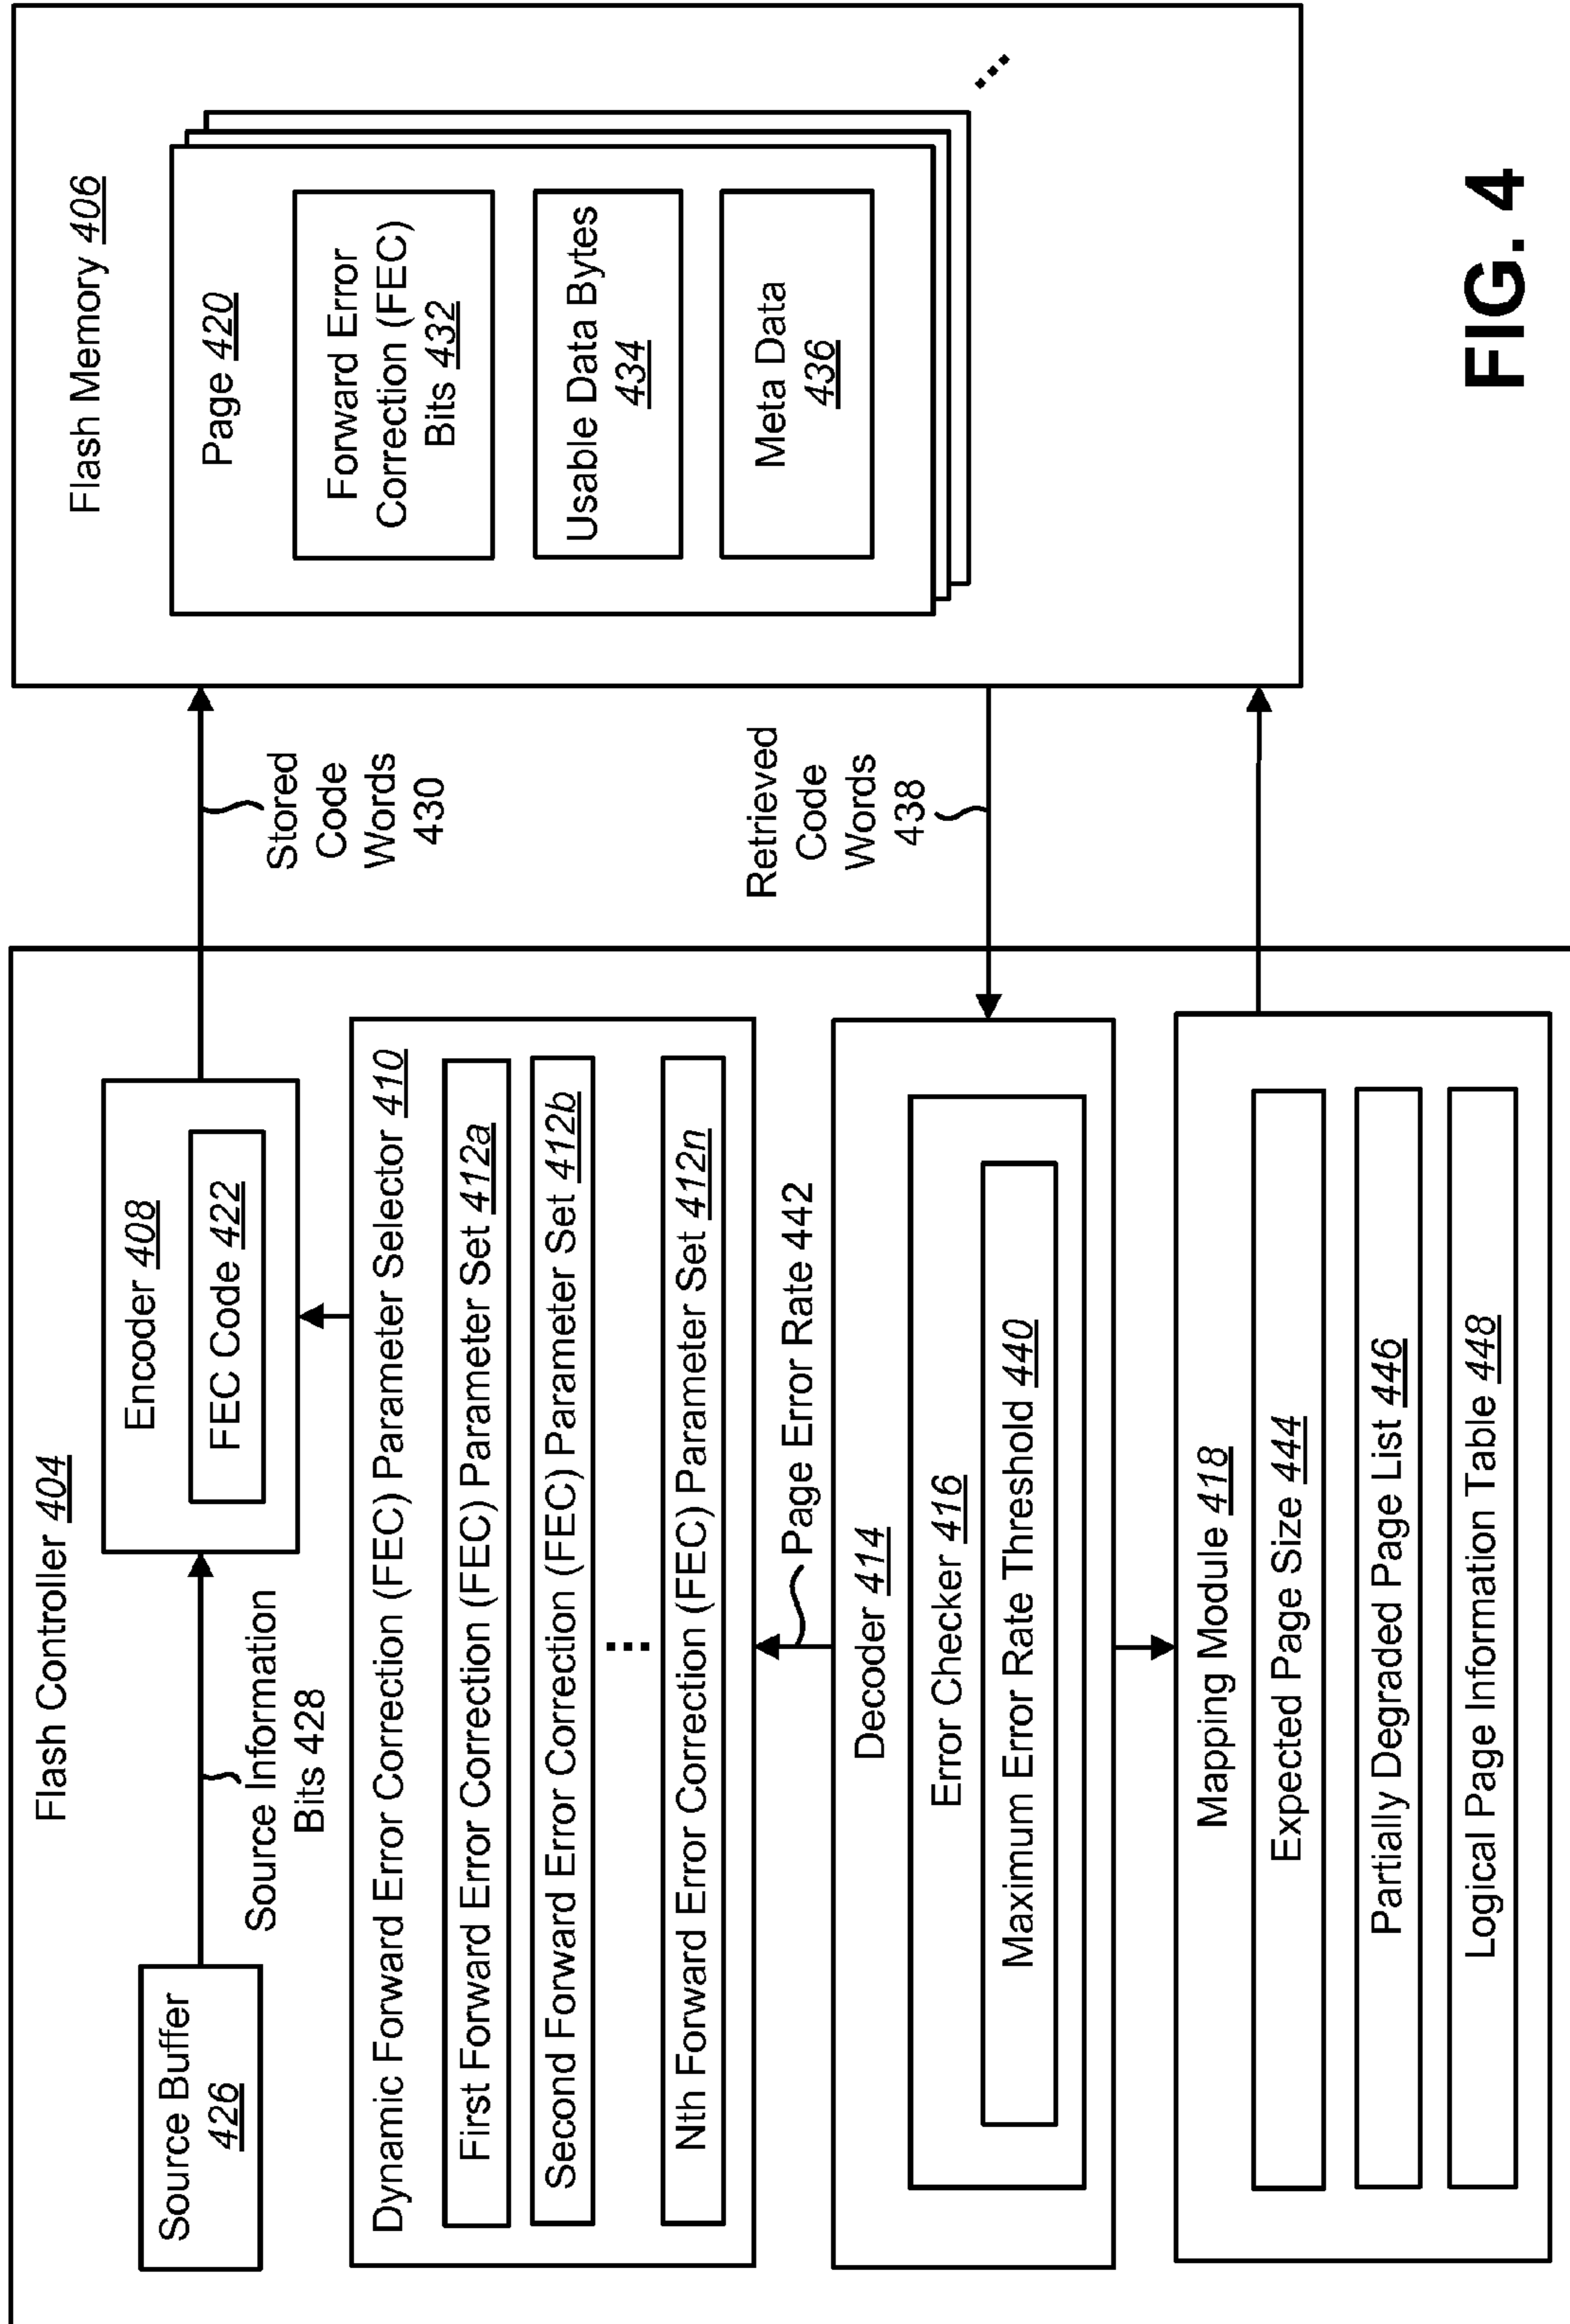 Flash Controller 404
Source Buffer
426
Source Information
Bits 428
Encoder 408
FEC Code 422
Dynamic Forward Error Correction (FEC) Parameter Selector 410
First Forward Error Correction (FEC) Parameter Set 412a
Second Forward Error Correction (FEC) Parameter Set 412b
...
Nth Forward Error Correction (FEC) Parameter Set 412n
Page Error Rate 442
Decoder 414
Error Checker 416
Maximum Error Rate Threshold 440
Mapping Module 418
Expected Page Size 444
Partially Degraded Page List 446
Logical Page Information Table 448
Stored
Code
Words
430
Retrieved
Code
Words
438
Flash Memory 406
Page 420
Forward Error
Correction (FEC)
Bits 432
Usable Data Bytes
434
Meta Data
436
...
FIG. 4